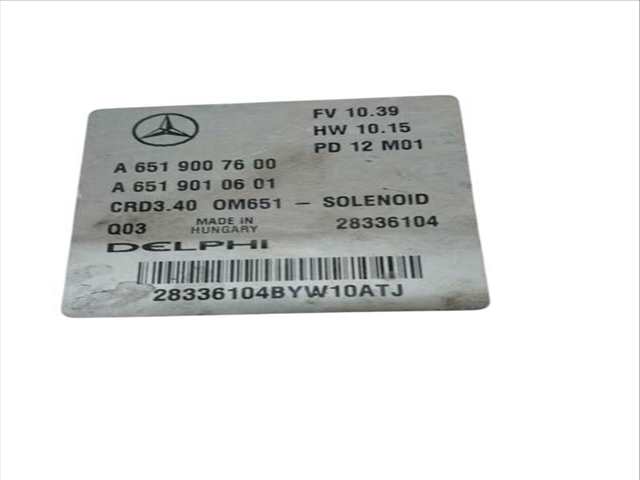 FV 10.39
HW 10.15
PD 12 M01
A 651 900 76 00
A 651 901 06 01
CRD3.40 OM651 - SOLENOID
Q03 MADE IN HUNGARY 28336104
DELPHI
28336104BYW10ATJ